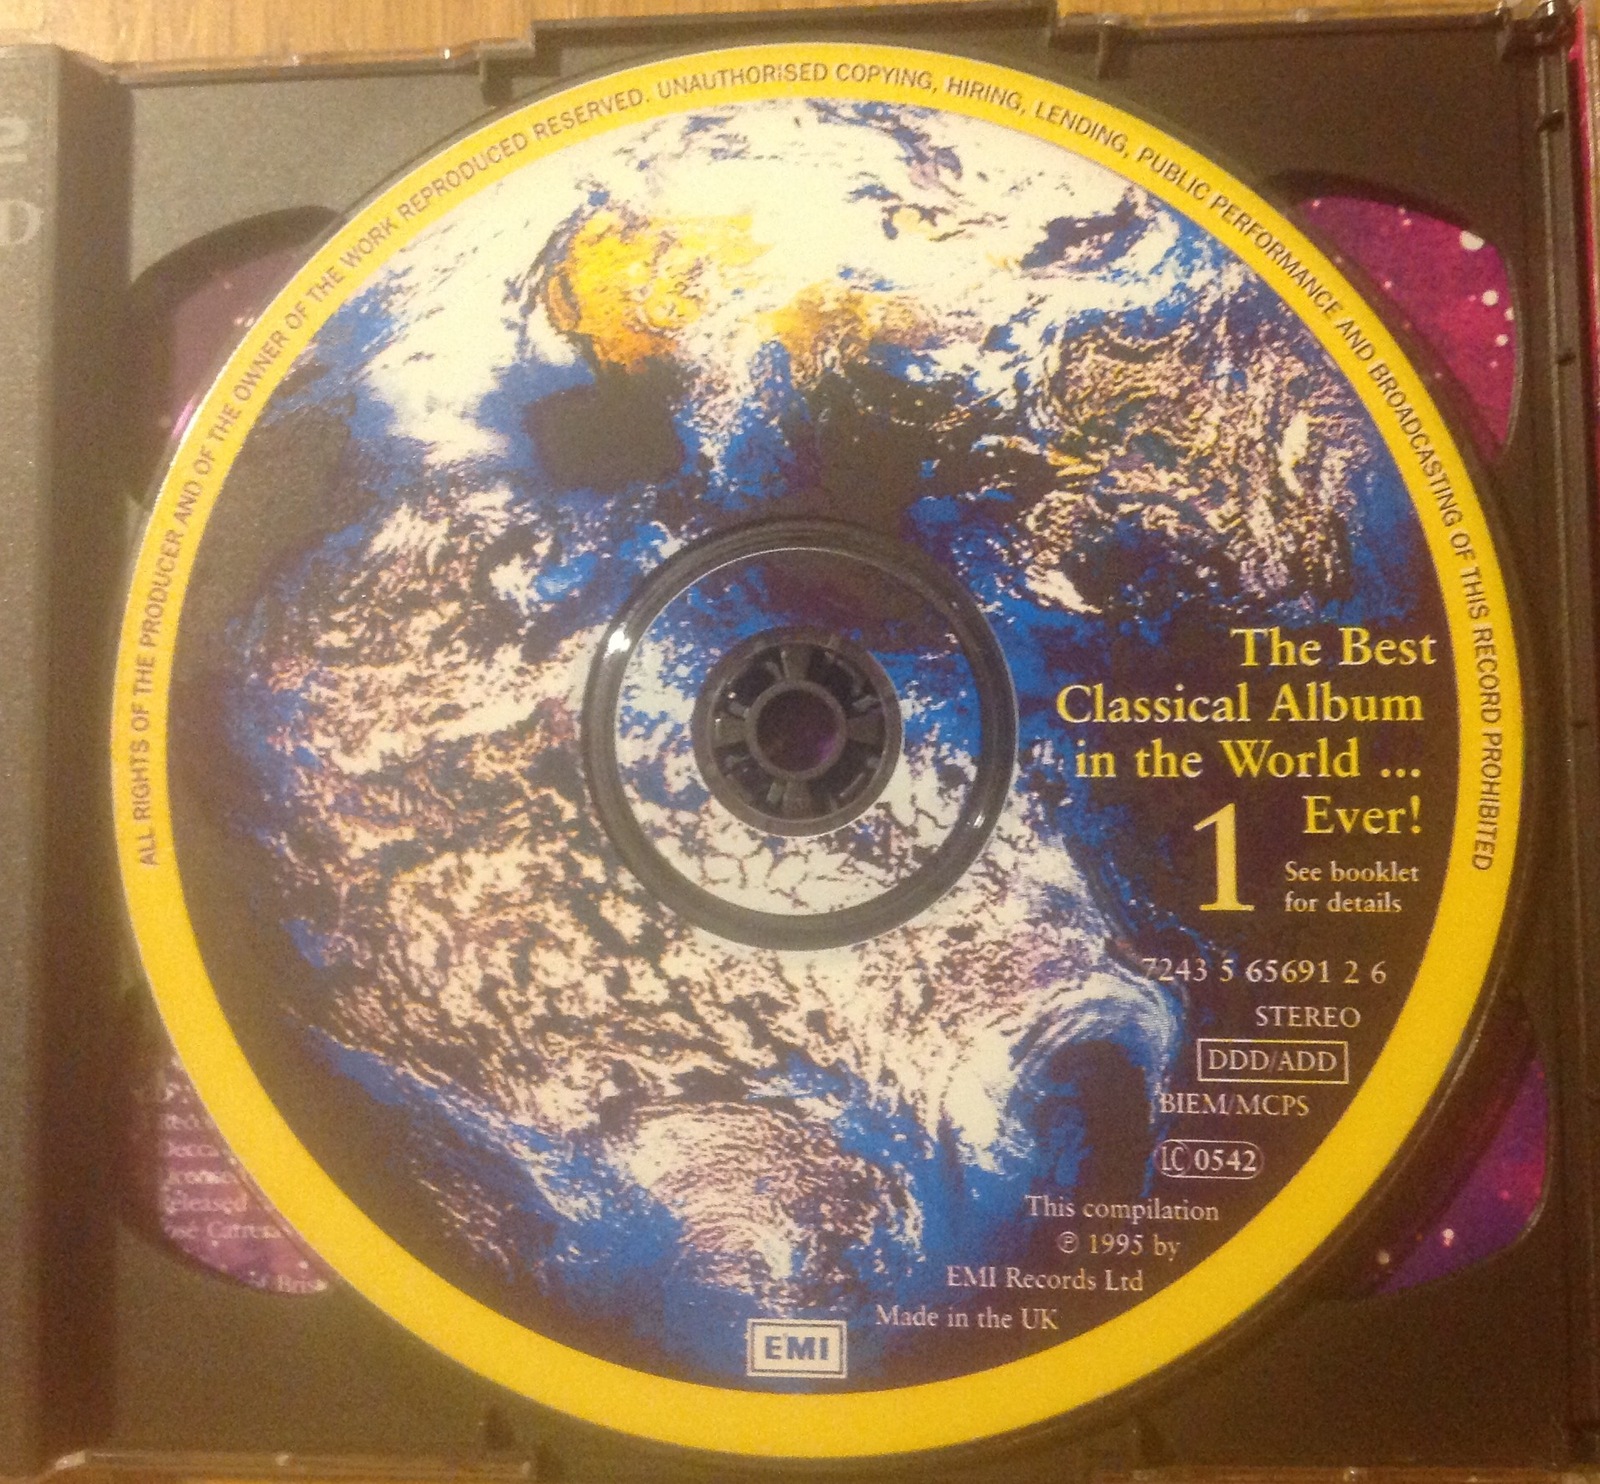 ALL RIGHTS OF THE PRODUCER AND OF THE OWNER OF THE WORK REPRODUCED RESERVED. UNAUTHORISED COPYING, HIRING, LENDING, PUBLIC PERFORMANCE AND BROADCASTING OF THIS RECORD PROHIBITED
The Best
Classical Album
in the World ...
Ever!
1
See booklet
for details
7243 5 65691 2 6
STEREO
DDD/ADD
BIEM/MCPS
LC 0542
This compilation
℗ 1995 by
EMI Records Ltd
Made in the UK
EMI